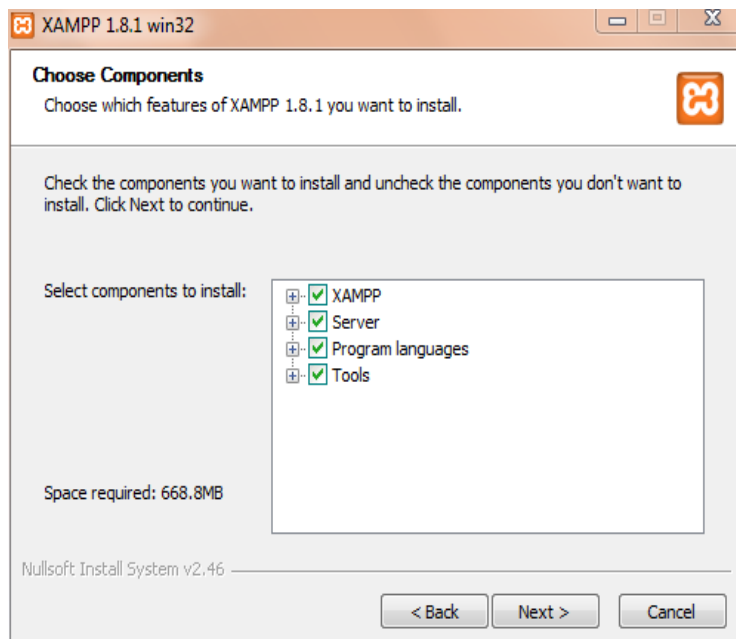 XAMPP 1.8.1 win32
Choose Components
Choose which features of XAMPP 1.8.1 you want to install.
Check the components you want to install and uncheck the components you don't want to
install. Click Next to continue.
Select components to install:
XAMPP
Server
Program languages
Tools
Space required: 668.8MB
Nullsoft Install System v2.46
< Back
Next >
Cancel